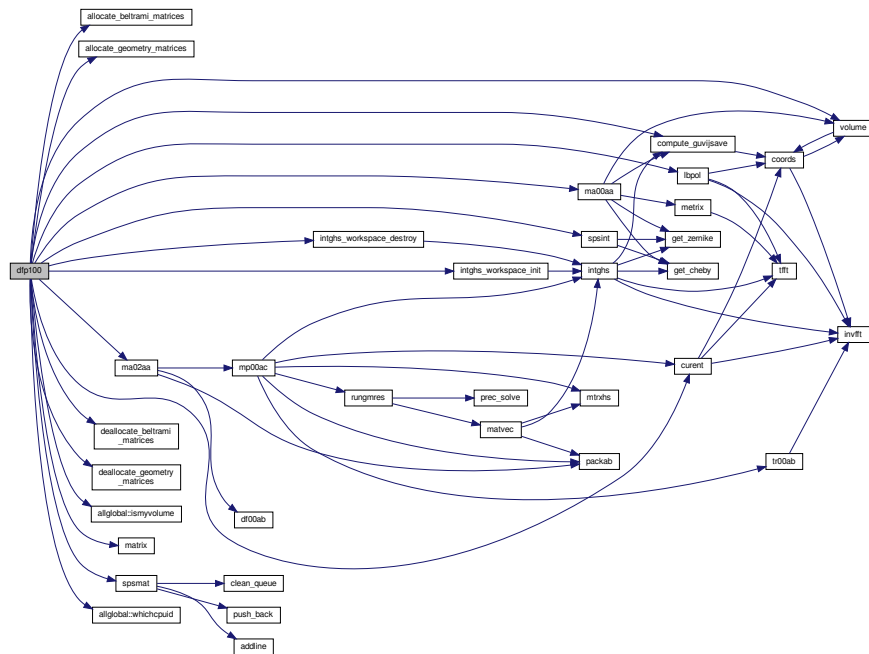 allocate_beltrami_matrices
allocate_geometry_matrices
volume
compute_guvijsave
coords
lbpol
ma00aa
metrix
intghs_workspace_destroy
spsint
get_zernike
dfp100
intghs_workspace_init
intghs
get_cheby
tfft
invfft
ma02aa
mp00ac
curent
rungmres
prec_solve
mtrxhs
matvec
deallocate_beltrami
_matrices
packab
tr00ab
deallocate_geometry
_matrices
allglobal::ismyvolume
df00ab
matrix
spsmat
clean_queue
allglobal::whichcpuid
push_back
addline